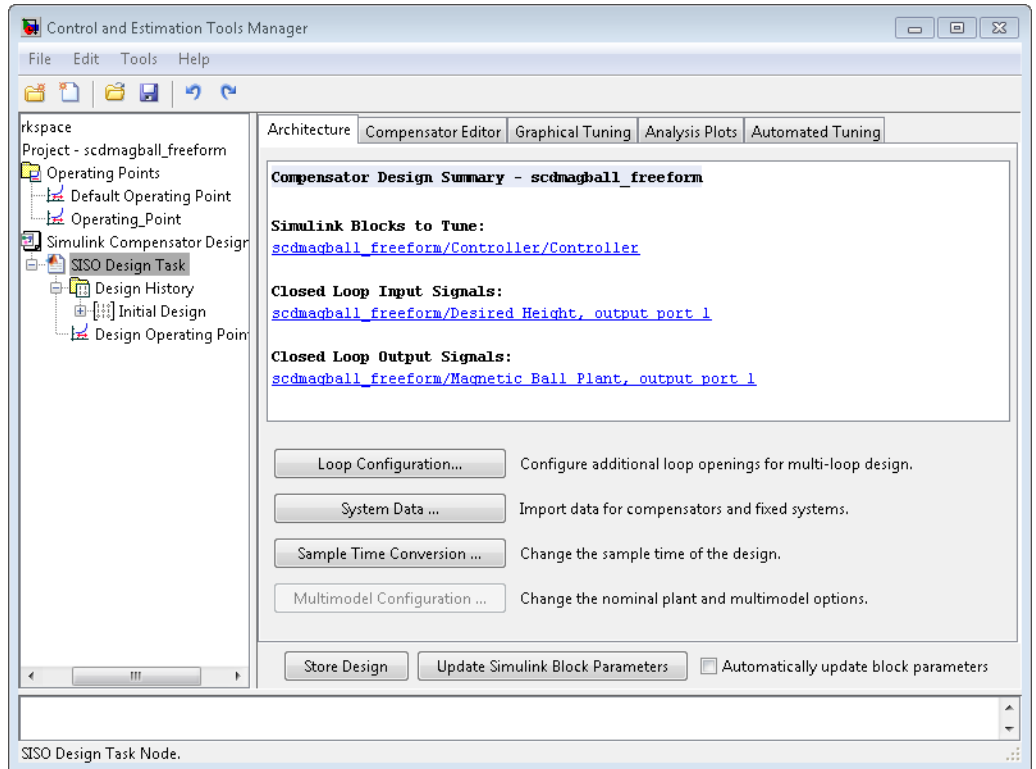 Control and Estimation Tools Manager
File Edit Tools Help
rkspace
Project - scdmagball_freeform
Operating Points
Default Operating Point
Operating_Point
Simulink Compensator Design
SISO Design Task
Design History
Initial Design
Design Operating Poin
Architecture Compensator Editor Graphical Tuning Analysis Plots Automated Tuning
Compensator Design Summary - scdmagball_freeform
Simulink Blocks to Tune:
scdmagball_freeform/Controller/Controller
Closed Loop Input Signals:
scdmagball_freeform/Desired Height, output port 1
Closed Loop Output Signals:
scdmagball_freeform/Magnetic Ball Plant, output port 1
Loop Configuration... Configure additional loop openings for multi-loop design.
System Data ... Import data for compensators and fixed systems.
Sample Time Conversion ... Change the sample time of the design.
Multimodel Configuration ... Change the nominal plant and multimodel options.
Store Design Update Simulink Block Parameters Automatically update block parameters
SISO Design Task Node.